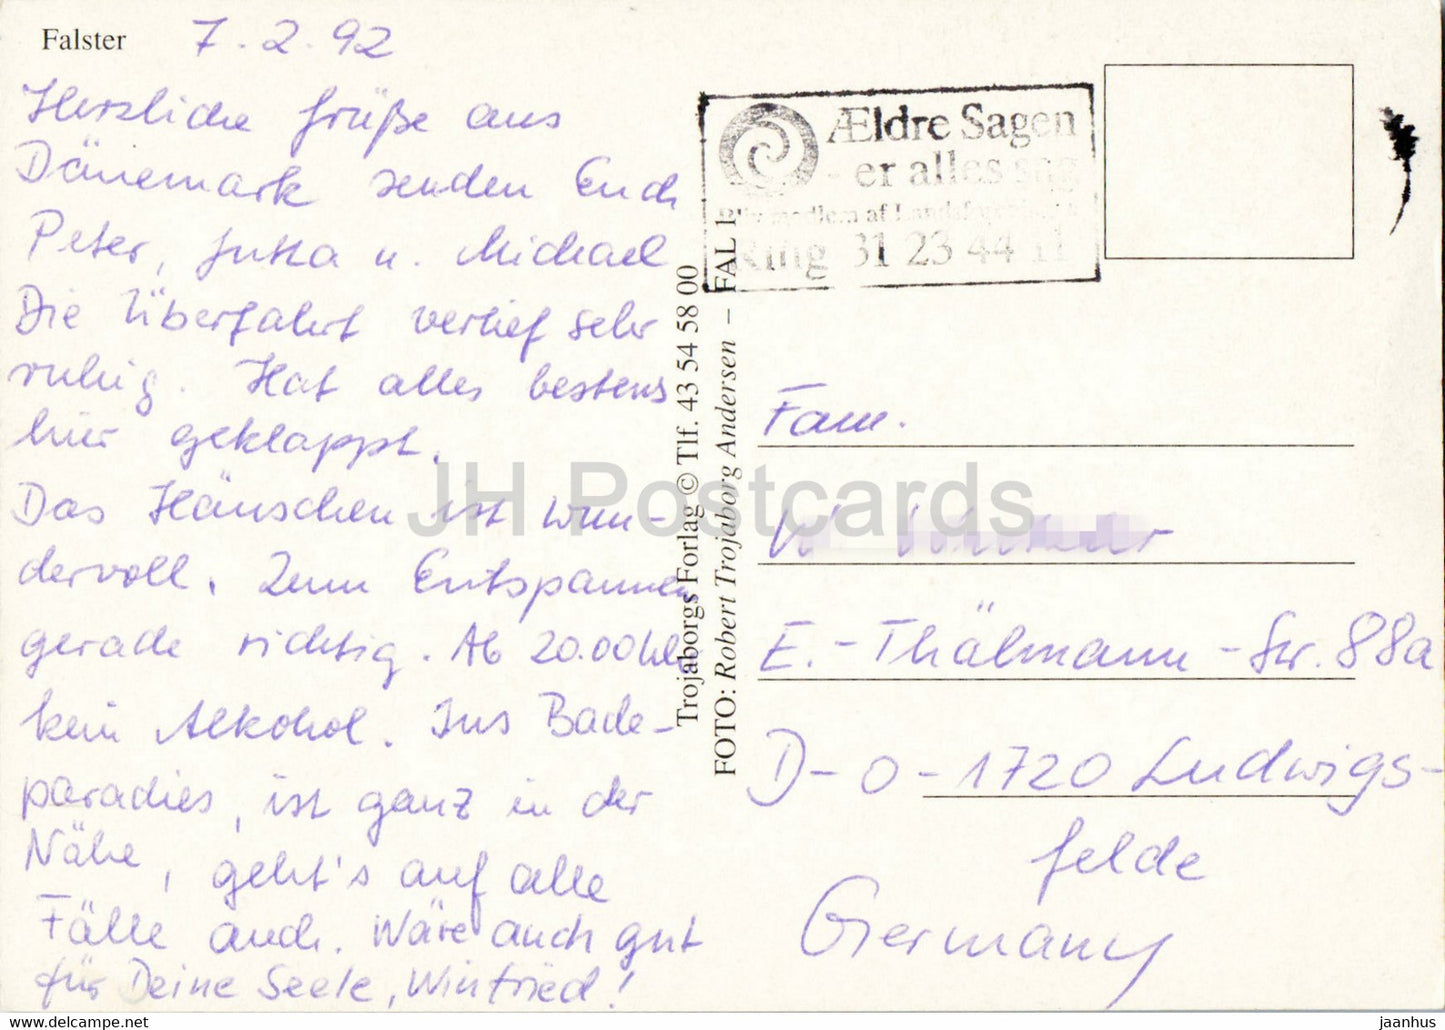 Falster 7.2.92
Herzliche Grüße aus
Dänemark senden Euch
Peter, Jutta u. Michael
Die Überfahrt verlief sehr
ruhig. Hat alles bestens
hier geklappt.
Das Häuschen ist wun-
dervoll. Zum Entspannen
gerade richtig. Ab 20.00 Uhr
kein Alkohol. Ins Bade-
paradies, ist ganz in der
Nähe, geht's auf alle
Fälle auch. Wäre auch gut
für Deine Seele, Winfried!
Trojaborgs Forlag © Tlf. 43 54 58 00
FOTO: Robert Trojaborg Andersen – FAL 1
Ældre Sagen
- er alles sag
Bliv medlem af
Ring 31 23 44 11
Fam.
W
E.-Thälmann-Str. 88a
D-O-1720 Ludwigs-
felde
Germany
JH Postcards
jaanhus